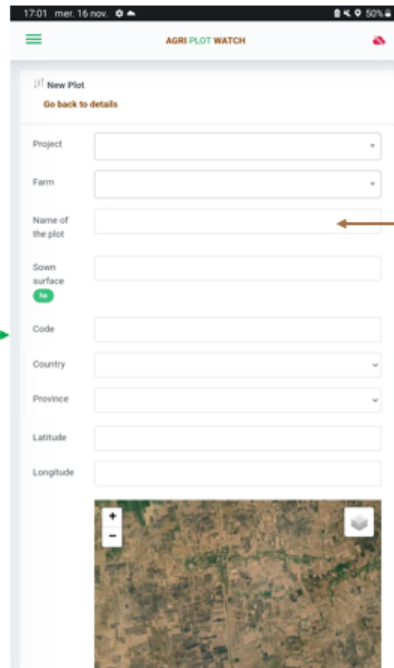 17:01 mer. 16 nov. 50%
AGRI PLOT WATCH
New Plot
Go back to details
Project
Farm
Name of
the plot
Sown
surface
ha
Code
Country
Province
Latitude
Longitude
+
−